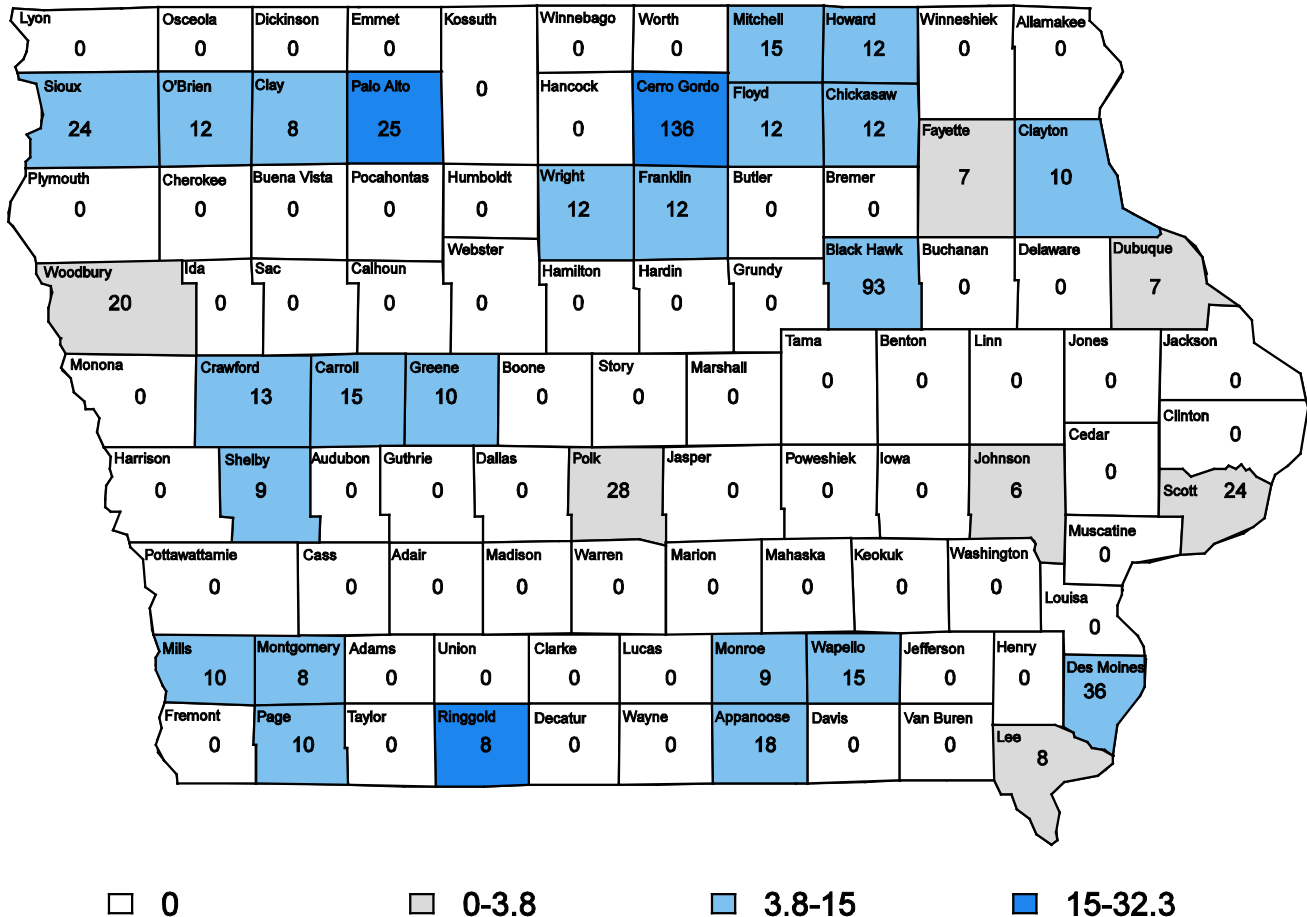 Lyon Osceola Dickinson Emmet Kossuth Winnebago Worth Mitchell Howard Winneshiek Allamakee
0 0 0 0 0 0 0 15 12 0 0
Sioux O'Brien Clay Palo Alto Hancock Cerro Gordo Floyd Chickasaw
24 12 8 25 0 136 12 12
Fayette Clayton
7 10
Plymouth Cherokee Buena Vista Pocahontas Humboldt Wright Franklin Butler Bremer
0 0 0 0 0 12 12 0 0
Webster Black Hawk Buchanan Delaware Dubuque
0 93 0 0 7
Woodbury Ida Sac Calhoun Hamilton Hardin Grundy
20 0 0 0 0 0 0
Tama Benton Linn Jones Jackson
0 0 0 0 0
Monona Crawford Carroll Greene Boone Story Marshall
0 13 15 10 0 0 0
Clinton
0
Cedar
0
Harrison Shelby Audubon Guthrie Dallas Polk Jasper Poweshiek Iowa Johnson Scott
0 9 0 0 0 28 0 0 0 6 24
Muscatine
0
Pottawattamie Cass Adair Madison Warren Marion Mahaska Keokuk Washington
0 0 0 0 0 0 0 0 0
Louisa
0
Mills Montgomery Adams Union Clarke Lucas Monroe Wapello Jefferson Henry Des Moines
10 8 0 0 0 0 9 15 0 0 36
Fremont Page Taylor Ringgold Decatur Wayne Appanoose Davis Van Buren Lee
0 10 0 8 0 0 18 0 0 8
0 0-3.8 3.8-15 15-32.3